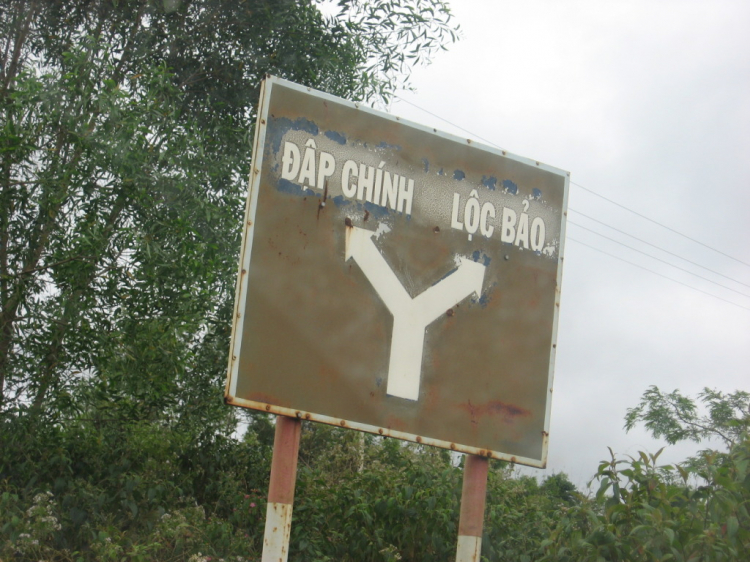 ĐẬP CHÍNH
LỘC BẢO